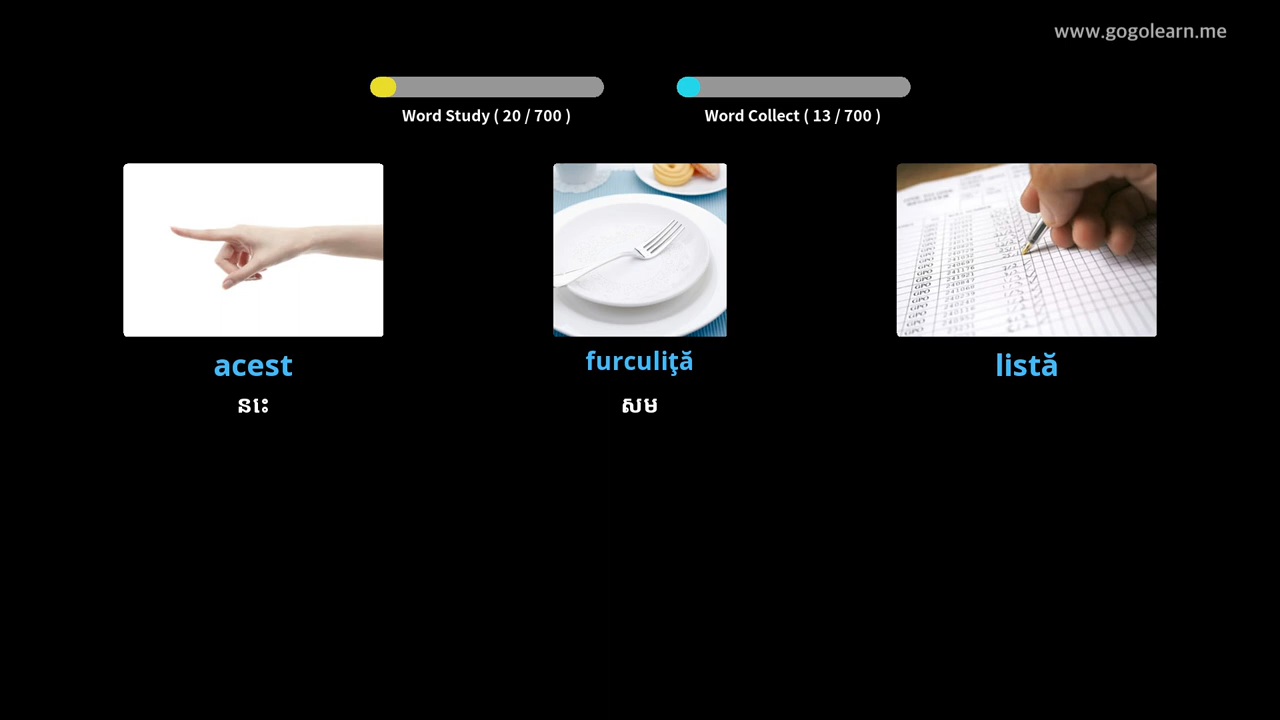 www.gogolearn.me
Word Study ( 20 / 700 )
Word Collect ( 13 / 700 )
acest
furculiţă
listă
នេះ
សម